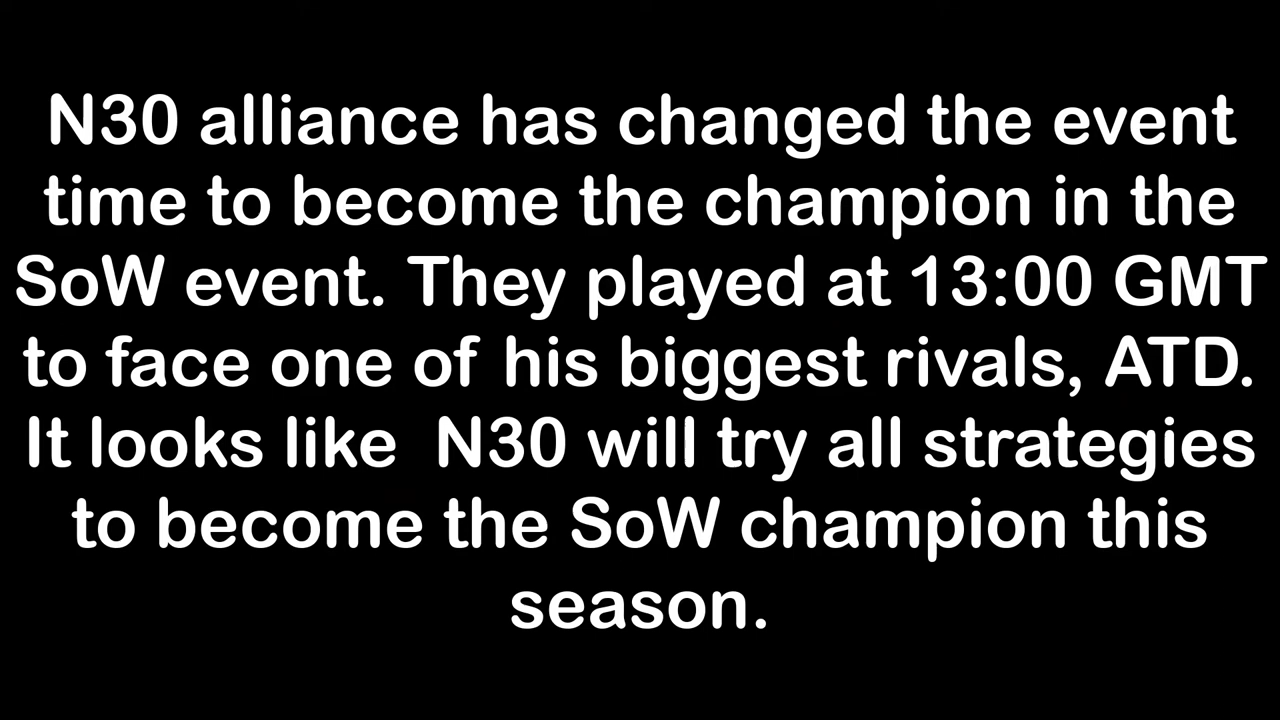 N30 alliance has changed the event
time to become the champion in the
SoW event. They played at 13:00 GMT
to face one of his biggest rivals, ATD.
It looks like  N30 will try all strategies
to become the SoW champion this
season.